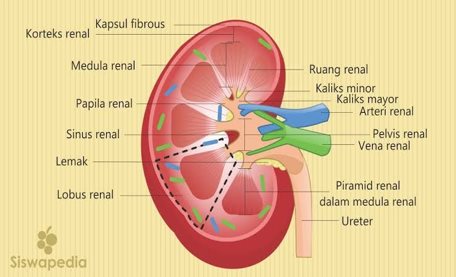 Kapsul fibrous
Korteks renal
Medula renal
Papila renal
Sinus renal
Lemak
Lobus renal
Ruang renal
Kaliks minor
Kaliks mayor
Arteri renal
Pelvis renal
Vena renal
Piramid renal
dalam medula renal
Ureter
Siswapedia